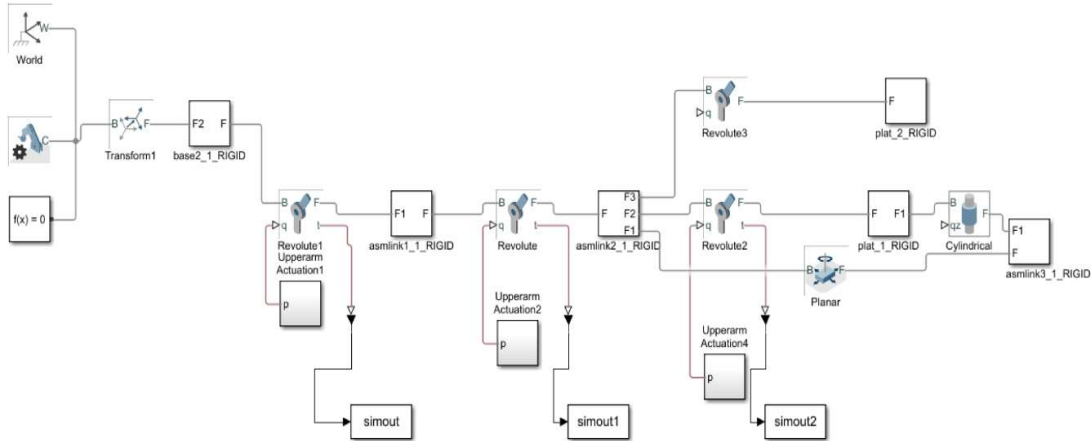 W
World
C
f(x) = 0
B F
Transform1
F2 F
base2_1_RIGID
B F
q t
Revolute1
Upperarm
Actuation1
p
F1 F
asmlink1_1_RIGID
B F
q t
Revolute
Upperarm
Actuation2
p
F F3
F2
F1
asmlink2_1_RIGID
B F
q
Revolute3
F
plat_2_RIGID
B F
q t
Revolute2
Upperarm
Actuation4
p
F F1
plat_1_RIGID
B F
qz
Cylindrical
B F
Planar
F1
F
asmlink3_1_RIGID
simout
simout1
simout2